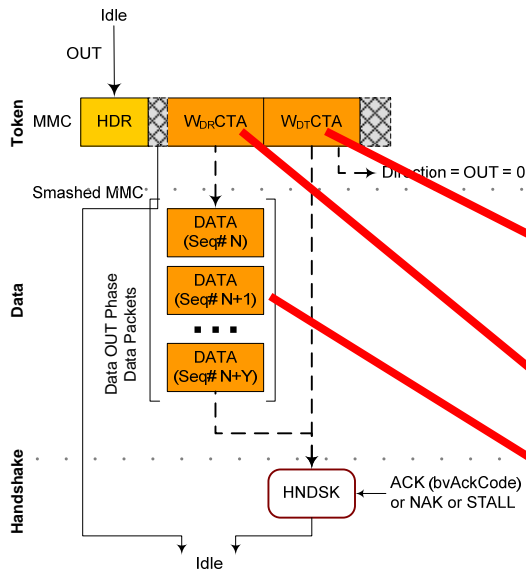 Idle
OUT
Token
MMC
HDR
WDRCTA
WDTCTA
Direction = OUT = 0
Smashed MMC
Data
Data OUT Phase
Data Packets
DATA
(Seq# N)
DATA
(Seq# N+1)
DATA
(Seq# N+Y)
Handshake
HNDSK
ACK (bvAckCode)
or NAK or STALL
Idle